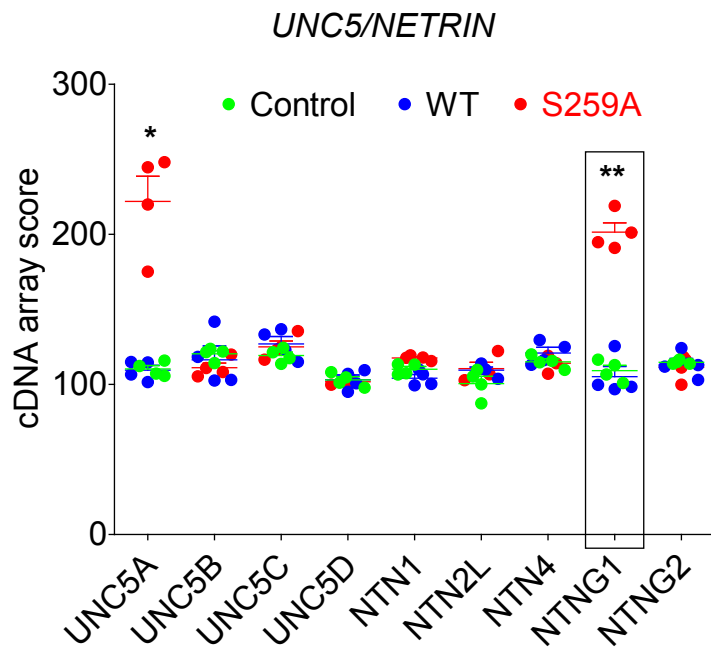 UNC5/NETRIN
300
200
100
0
cDNA array score
Control WT S259A
*
**
UNC5A
UNC5B
UNC5C
UNC5D
NTN1
NTN2L
NTN4
NTNG1
NTNG2